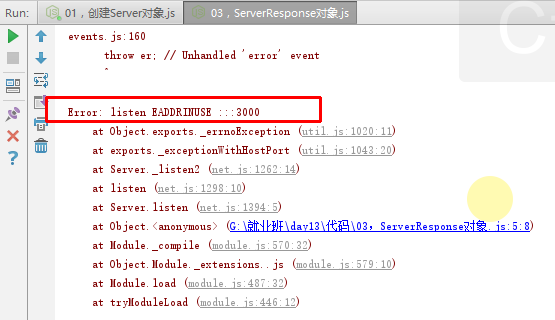 Run: 01，创建Server对象.js 03，ServerResponse对象.js
events.js:160
throw er; // Unhandled 'error' event
^
Error: listen EADDRINUSE :::3000
at Object.exports._errnoException (util.js:1020:11)
at exports._exceptionWithHostPort (util.js:1043:20)
at Server._listen2 (net.js:1262:14)
at listen (net.js:1298:10)
at Server.listen (net.js:1394:5)
at Object.<anonymous> (G:\就业班\day13\代码\03，ServerResponse对象.js:5:8)
at Module._compile (module.js:570:32)
at Object.Module._extensions..js (module.js:579:10)
at Module.load (module.js:487:32)
at tryModuleLoad (module.js:446:12)